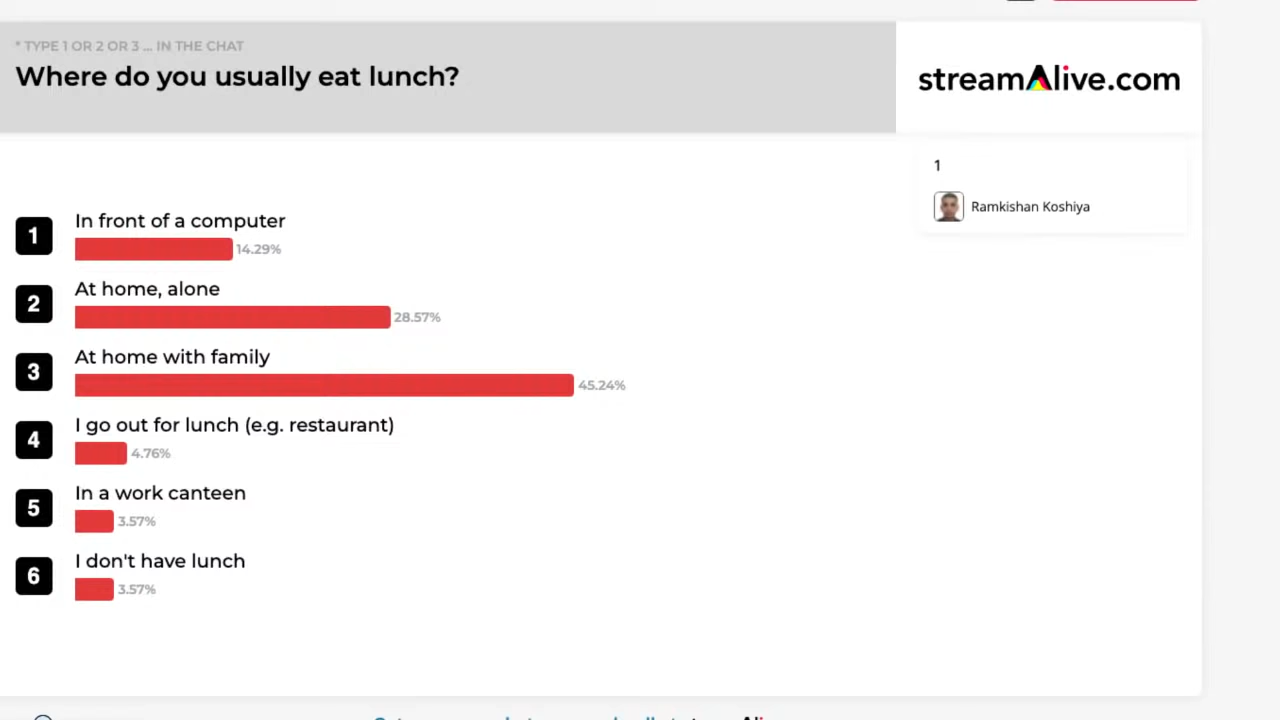 * TYPE 1 OR 2 OR 3 ... IN THE CHAT
Where do you usually eat lunch?
streamAlive.com
1
Ramkishan Koshiya
1
In front of a computer
14.29%
2
At home, alone
28.57%
3
At home with family
45.24%
4
I go out for lunch (e.g. restaurant)
4.76%
5
In a work canteen
3.57%
6
I don't have lunch
3.57%